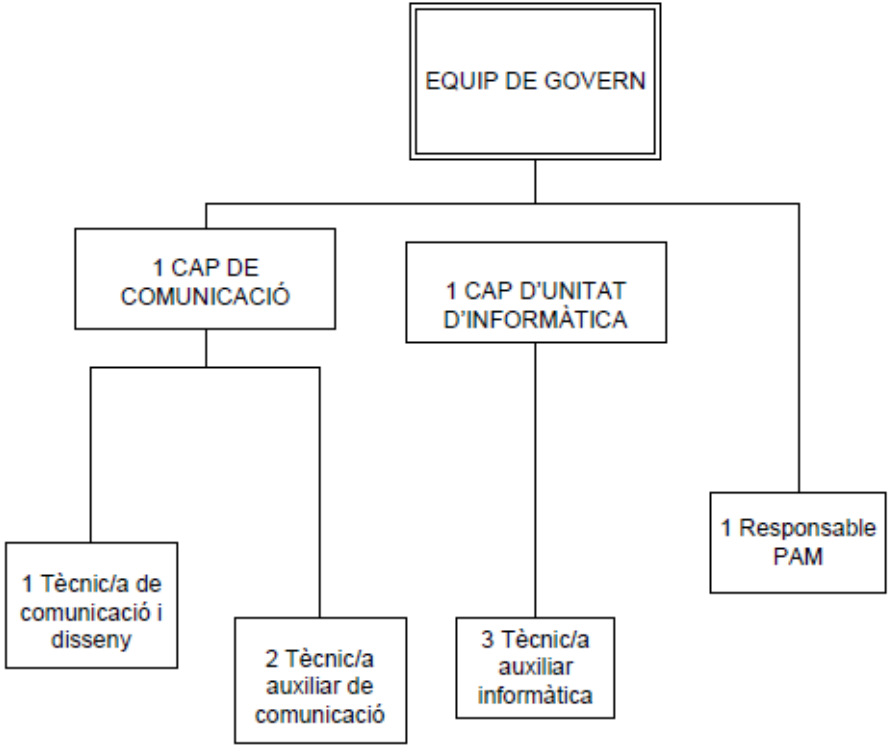 EQUIP DE GOVERN
1 CAP DE
COMUNICACIÓ
1 CAP D'UNITAT
D'INFORMÀTICA
1 Responsable
PAM
1 Tècnic/a de
comunicació i
disseny
2 Tècnic/a
auxiliar de
comunicació
3 Tècnic/a
auxiliar
informàtica